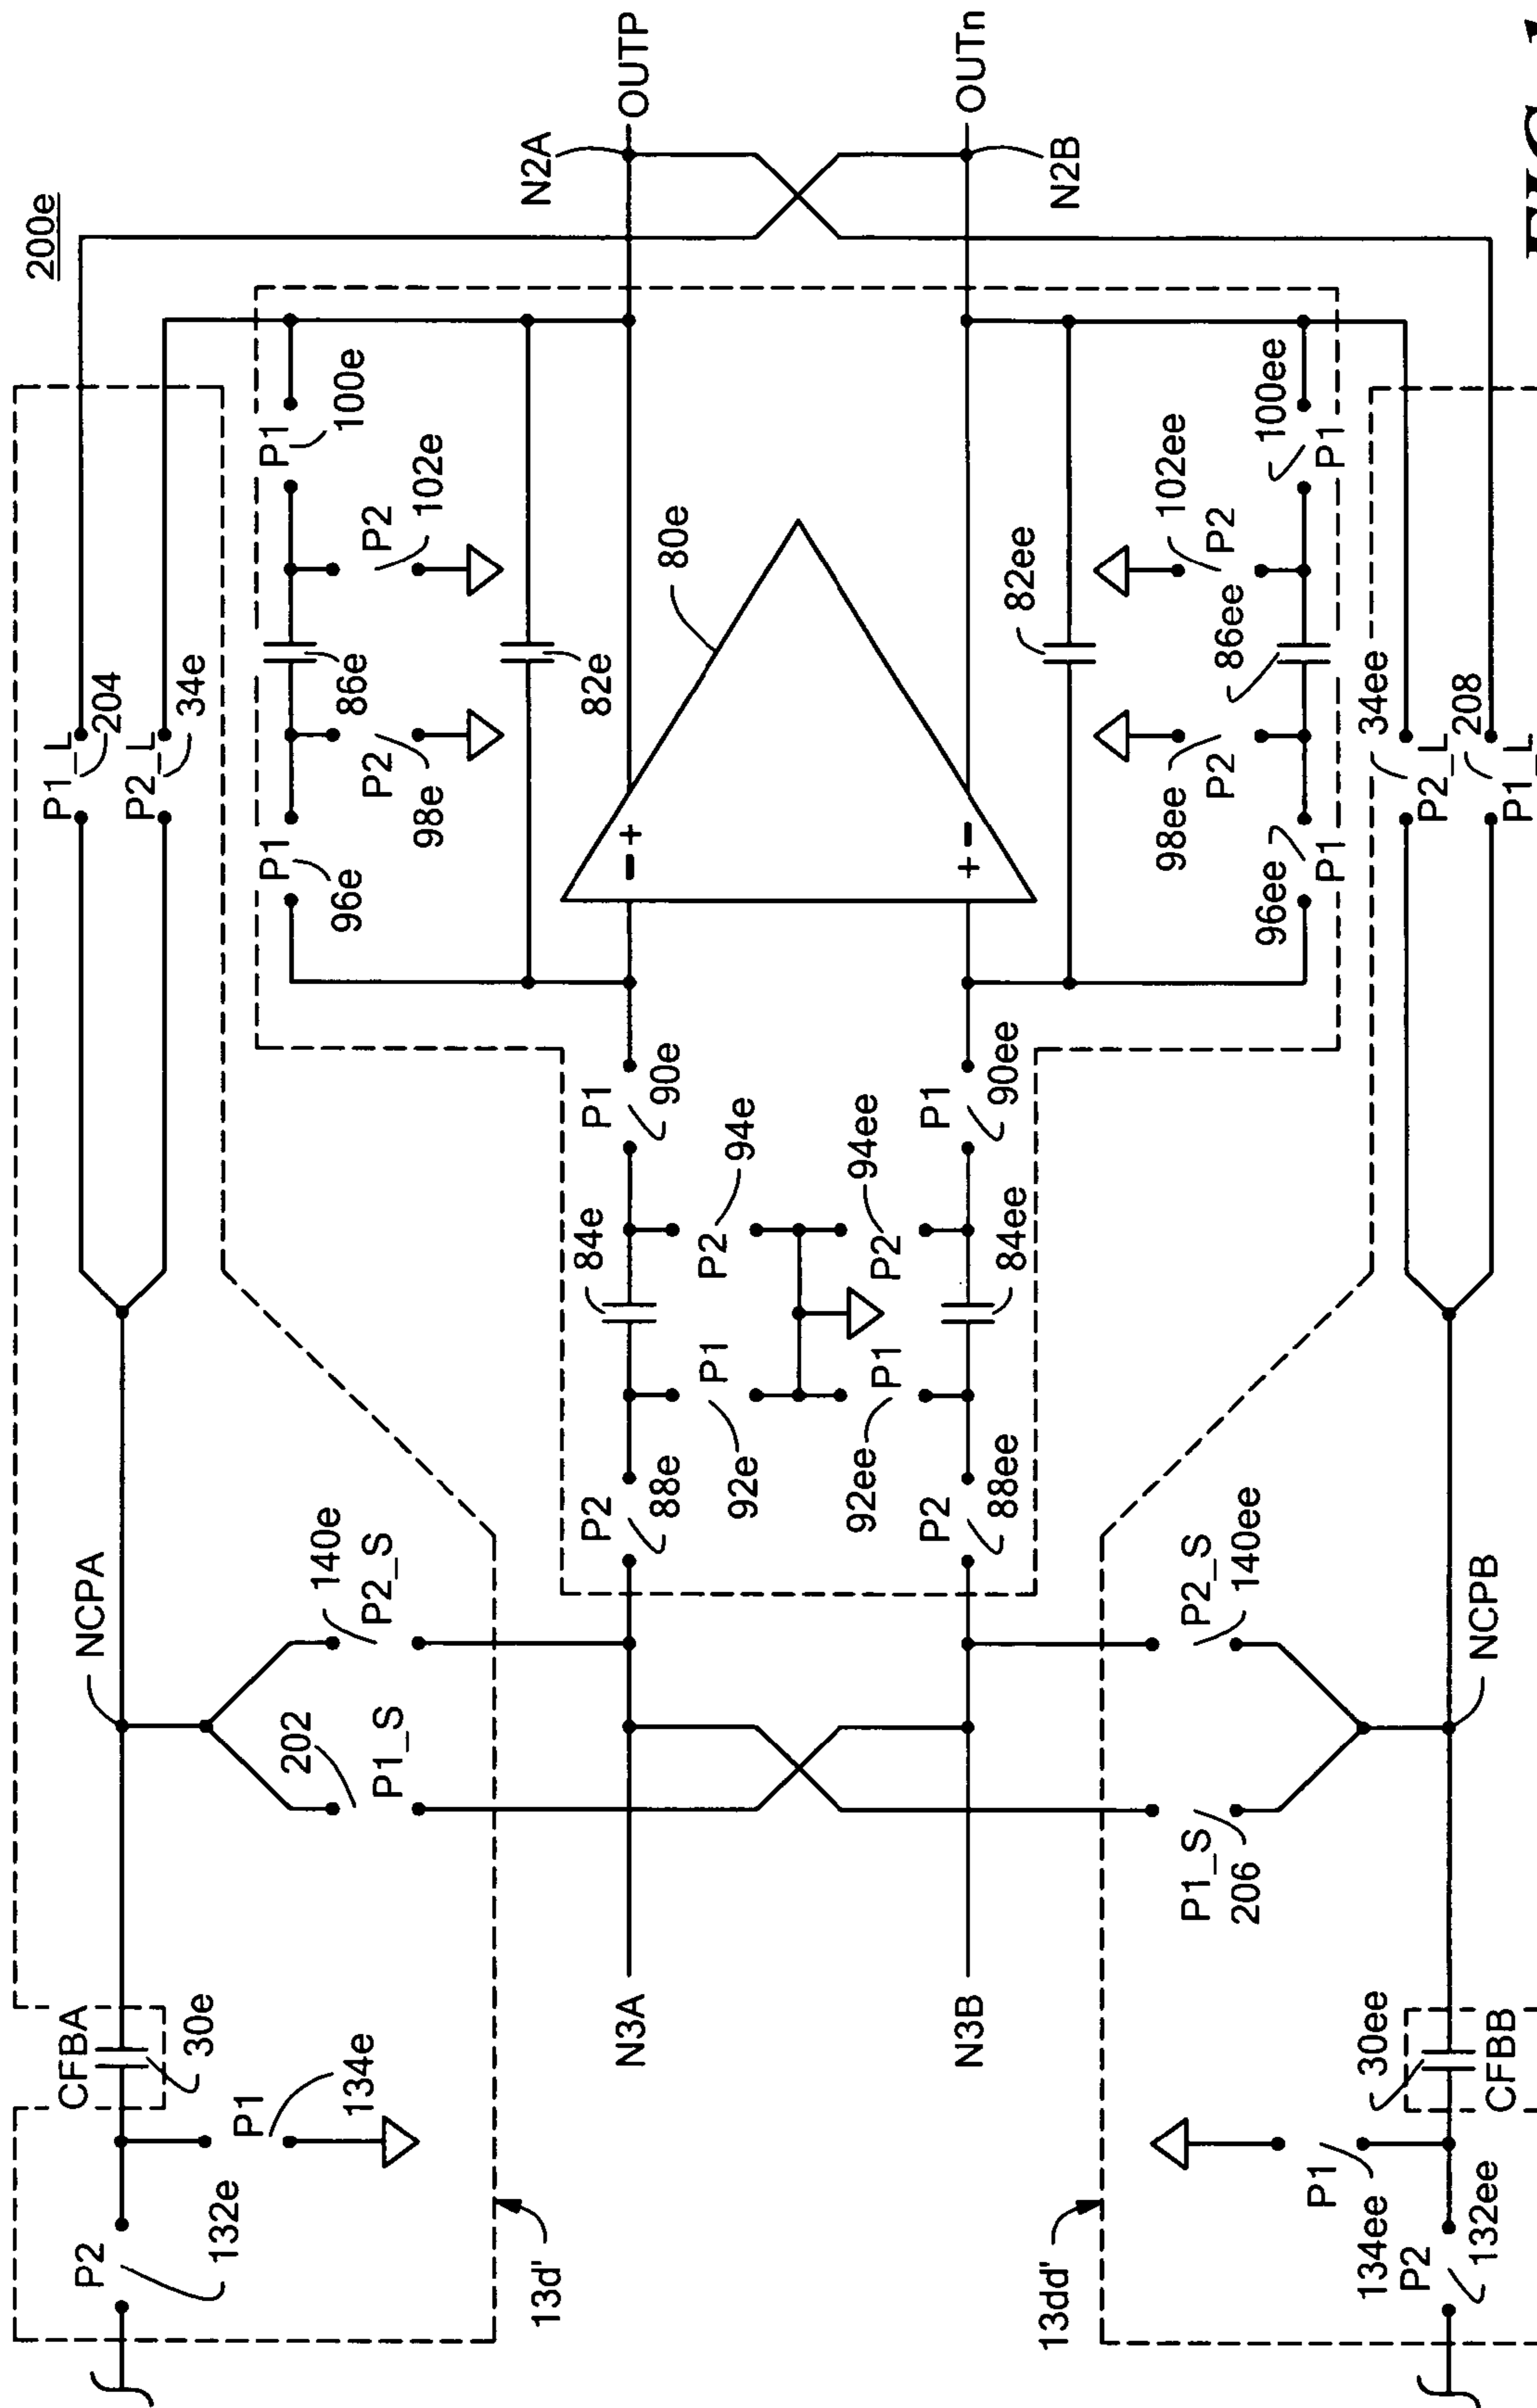 200e
P1_L
204
P2_L
34e
NCPA
CFBA
30e
P2
132e
P1
134e
13d'
202
P1_S
140e
P2_S
N3A
N3B
P1
96e
86e
P1
100e
P2
98e
P2
102e
82e
80e
- +
+ -
N2A
OUTP
OUTn
N2B
P2
88e
84e
P1
90e
P1
92e
P2
94e
P1
92ee
P2
94ee
P2
88ee
84ee
P1
90ee
82ee
98ee
P2
86ee
102ee
P2
96ee
P1
100ee
P1
34ee
P2_L
208
P1_L
P2_S
140ee
P1_S
206
NCPB
13dd'
P1
134ee
P2
132ee
30ee
CFBB